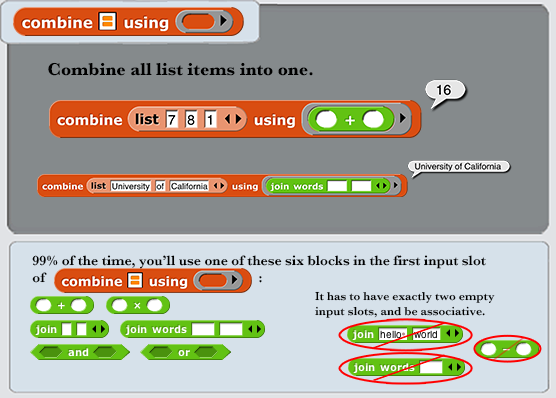 combine using
Combine all list items into one.
16
combine list 7 8 1 using +
University of California
combine list University of California using join words
99% of the time, you'll use one of these six blocks in the first input slot
of combine using :
+ ×
join join words
and or
It has to have exactly two empty
input slots, and be associative.
join hello: world
−
join words